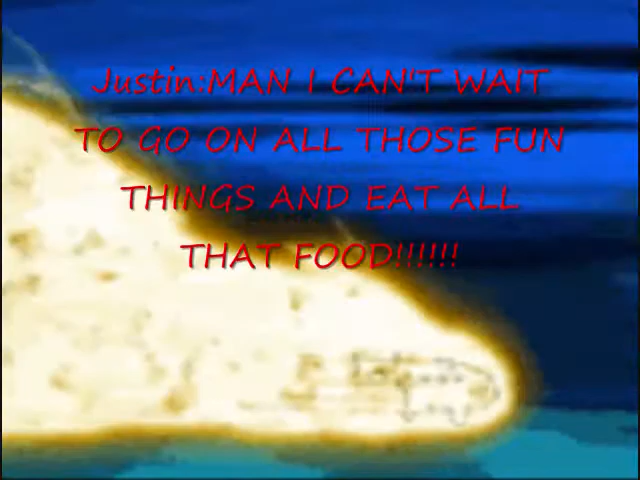 Justin:MAN I CAN'T WAIT
TO GO ON ALL THOSE FUN
THINGS AND EAT ALL
THAT FOOD!!!!!!